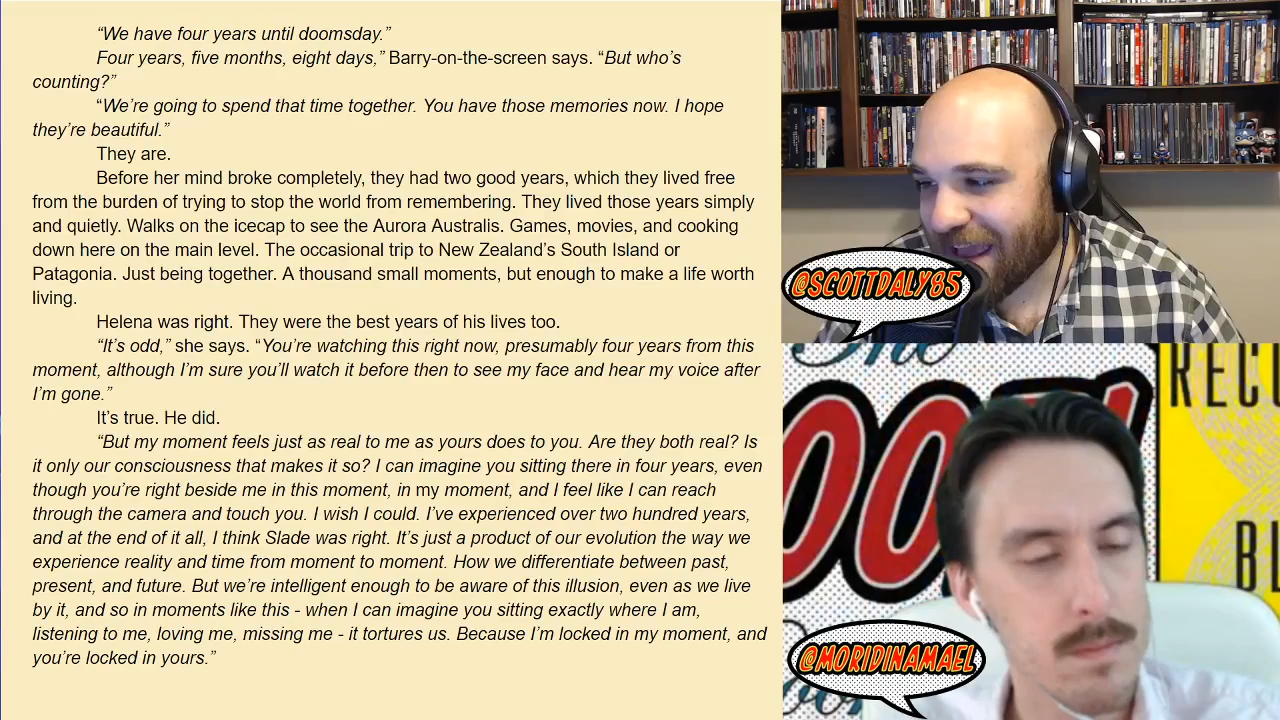 “We have four years until doomsday.”
Four years, five months, eight days,” Barry-on-the-screen says. “But who’s
counting?”
“We’re going to spend that time together. You have those memories now. I hope
they’re beautiful.”
They are.
Before her mind broke completely, they had two good years, which they lived free
from the burden of trying to stop the world from remembering. They lived those years simply
and quietly. Walks on the icecap to see the Aurora Australis. Games, movies, and cooking
down here on the main level. The occasional trip to New Zealand’s South Island or
Patagonia. Just being together. A thousand small moments, but enough to make a life worth
living.
Helena was right. They were the best years of his lives too.
“It’s odd,” she says. “You’re watching this right now, presumably four years from this
moment, although I’m sure you’ll watch it before then to see my face and hear my voice after
I’m gone.”
It’s true. He did.
“But my moment feels just as real to me as yours does to you. Are they both real? Is
it only our consciousness that makes it so? I can imagine you sitting there in four years, even
though you’re right beside me in this moment, in my moment, and I feel like I can reach
through the camera and touch you. I wish I could. I’ve experienced over two hundred years,
and at the end of it all, I think Slade was right. It’s just a product of our evolution the way we
experience reality and time from moment to moment. How we differentiate between past,
present, and future. But we’re intelligent enough to be aware of this illusion, even as we live
by it, and so in moments like this - when I can imagine you sitting exactly where I am,
listening to me, loving me, missing me - it tortures us. Because I’m locked in my moment, and
you’re locked in yours.”
@SCOTTDALY85
The
@MORIDINAMAEL